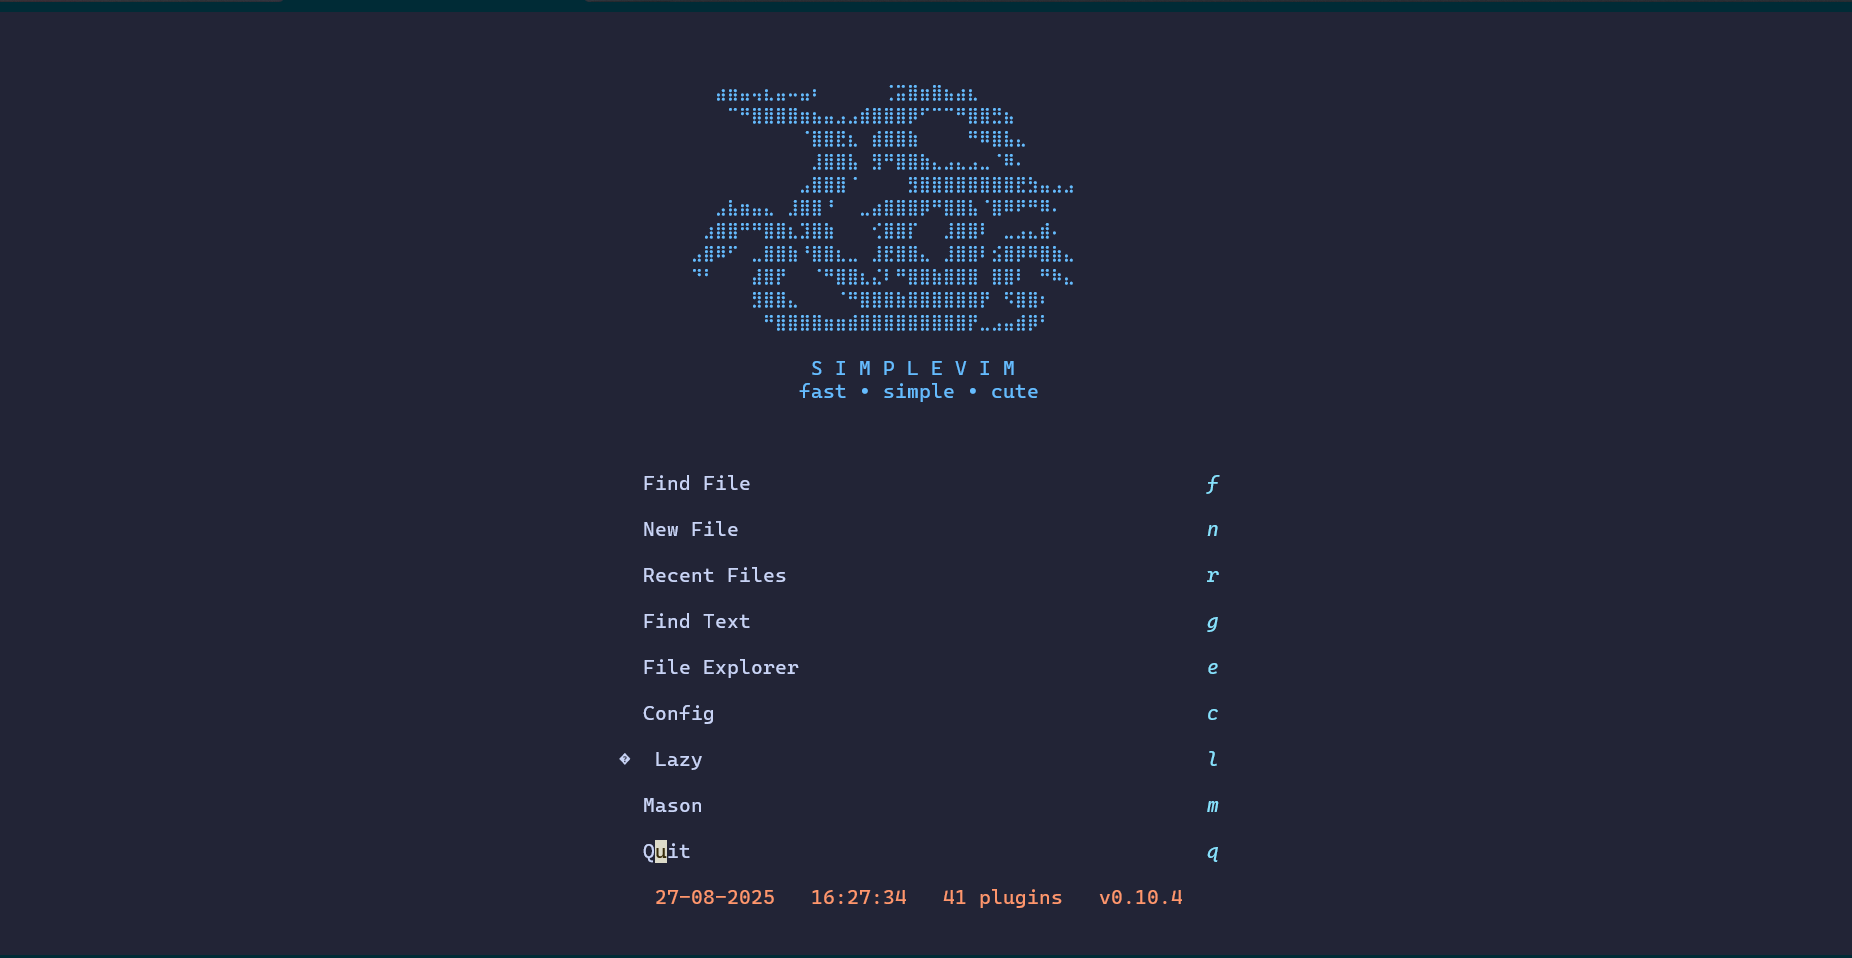 S I M P L E V I M
fast • simple • cute
Find File f
New File n
Recent Files r
Find Text g
File Explorer e
Config c
� Lazy l
Mason m
Quit q
27-08-2025 16:27:34 41 plugins v0.10.4